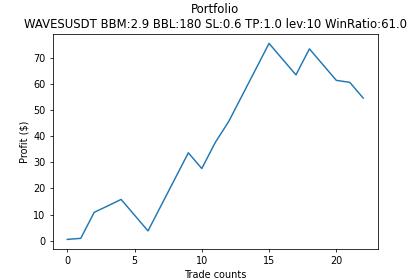 Portfolio
WAVESUSDT BBM:2.9 BBL:180 SL:0.6 TP:1.0 lev:10 WinRatio:61.0
Profit ($)
70
60
50
40
30
20
10
0
0 5 10 15 20
Trade counts